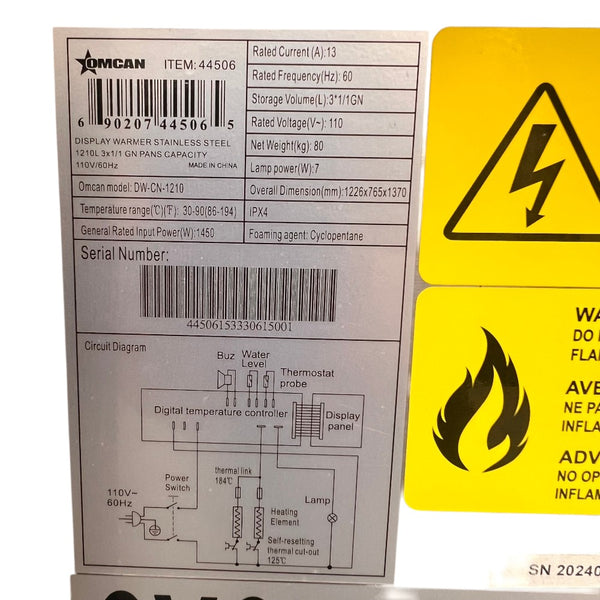 OMCAN ITEM: 44506
6 90207 44506 5
DISPLAY WARMER STAINLESS STEEL
1210L 3x1/1 GN PANS CAPACITY
110V/60Hz MADE IN CHINA
Omcan model: DW-CN-1210
Temperature range(℃)(℉): 30-90(86-194)
General Rated Input Power(W): 1450
Rated Current (A): 13
Rated Frequency(Hz): 60
Storage Volume(L): 3*1/1GN
Rated Voltage(V~): 110
Net Weight(kg): 80
Lamp power(W): 7
Overall Dimension(mm): 1226x765x1370
IPX4
Foaming agent: Cyclopentane
Serial Number:
44506153330615001
Circuit Diagram
Buz Water
Level
Thermostat
probe
Digital temperature controller
Display
panel
thermal link
184℃
Power
Switch
110V~
60Hz
Lamp
Heating
Element
Self-resetting
thermal cut-out
125℃
WA
DO
FLA
AVE
NE PA
INFLA
ADV
NO OP
INFLAM
SN 20240